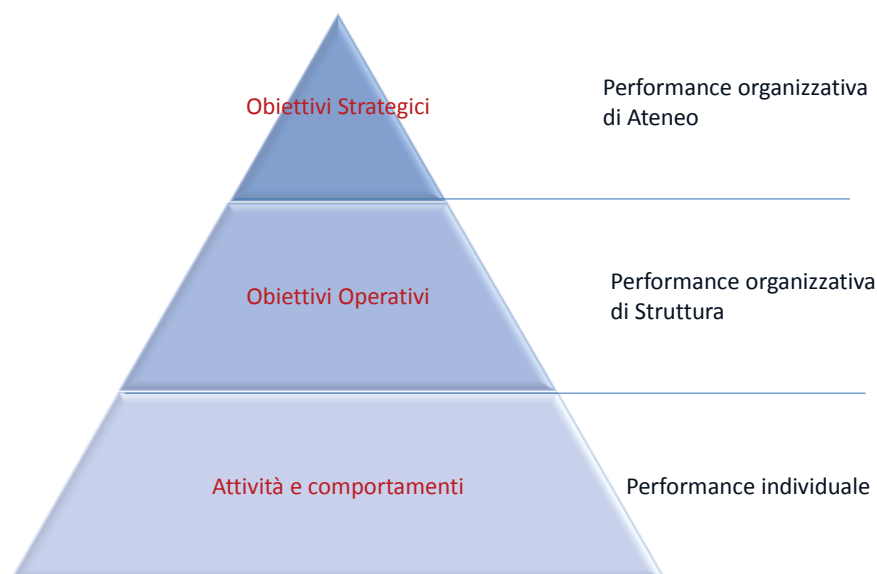 Obiettivi Strategici
Performance organizzativa
di Ateneo
Obiettivi Operativi
Performance organizzativa
di Struttura
Attività e comportamenti
Performance individuale